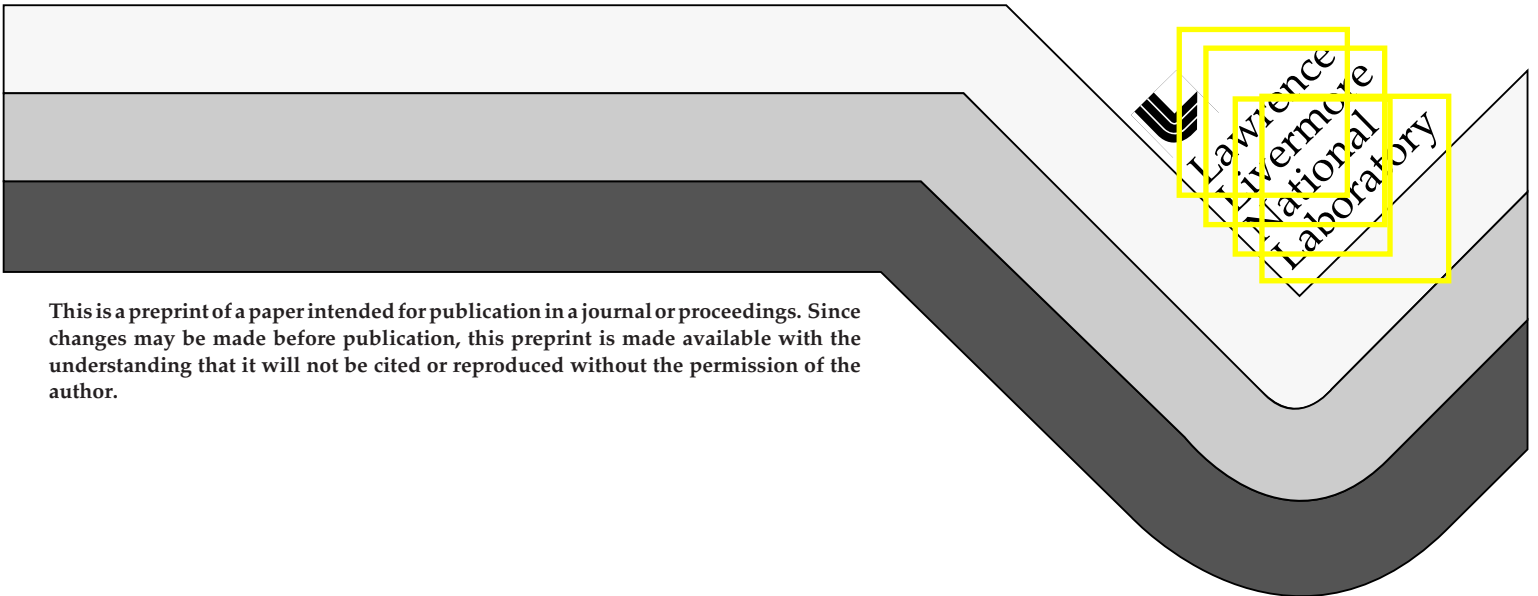 Lawrence
Livermore
National
Laboratory
This is a preprint of a paper intended for publication in a journal or proceedings. Since
changes may be made before publication, this preprint is made available with the
understanding that it will not be cited or reproduced without the permission of the
author.